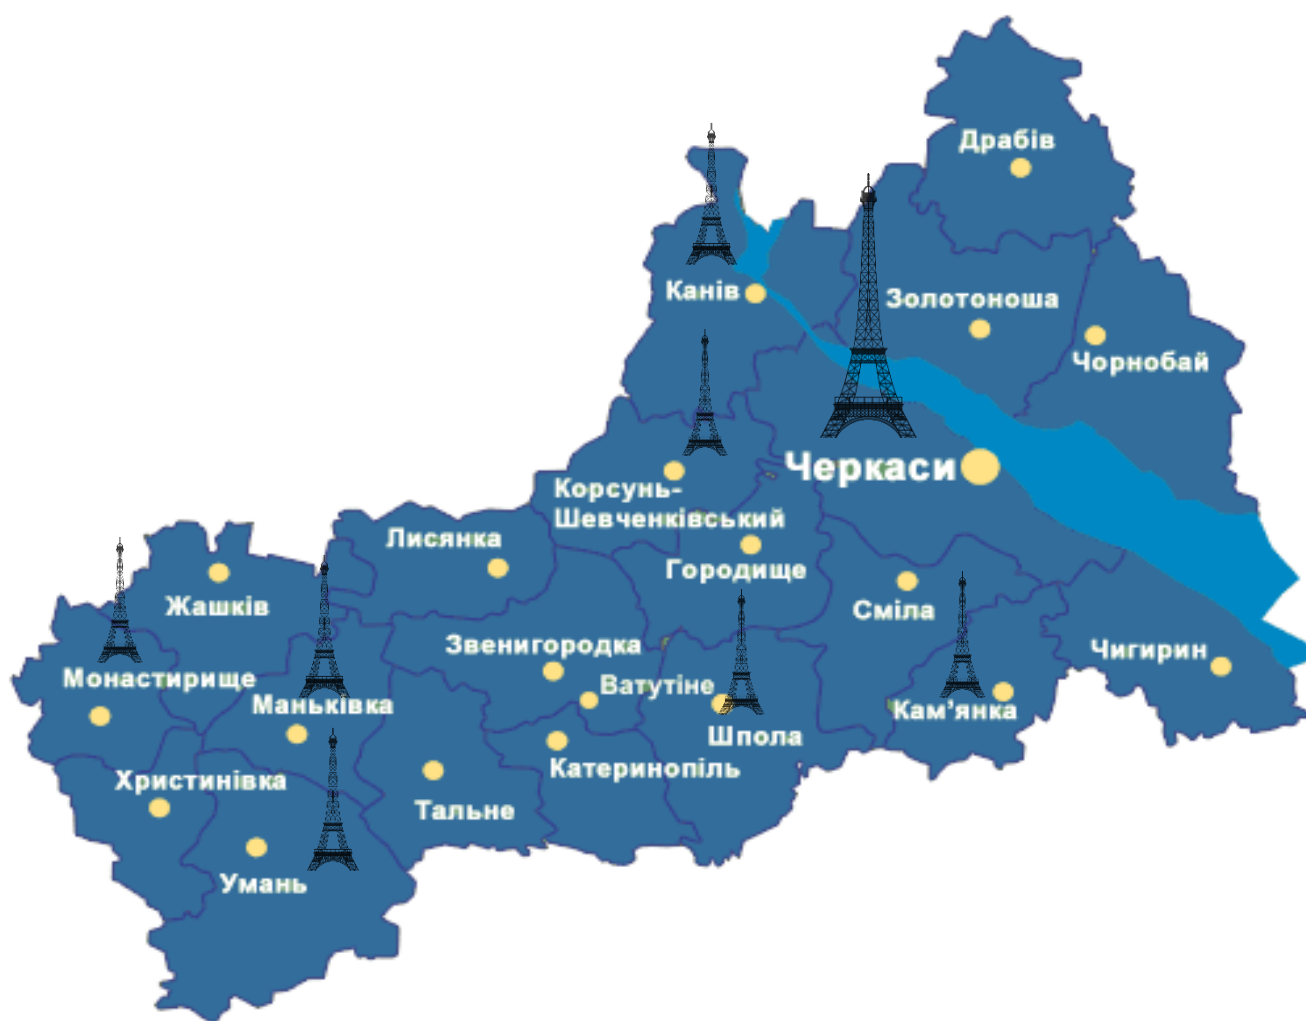 Драбів
Канів
Золотоноша
Чорнобай
Черкаси
Корсунь-
Шевченківський
Лисянка
Городище
Жашків
Сміла
Звенигородка
Чигирин
Монастирище
Ватутіне
Маньківка
Кам'янка
Шпола
Катеринопіль
Христинівка
Тальне
Умань